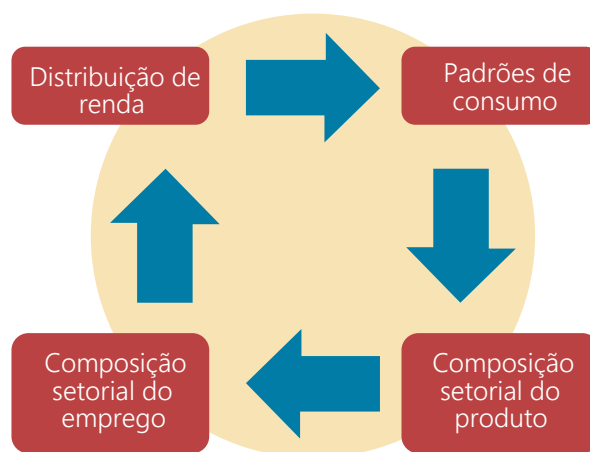 Distribuição de
renda
Padrões de
consumo
Composição
setorial do
emprego
Composição
setorial do
produto